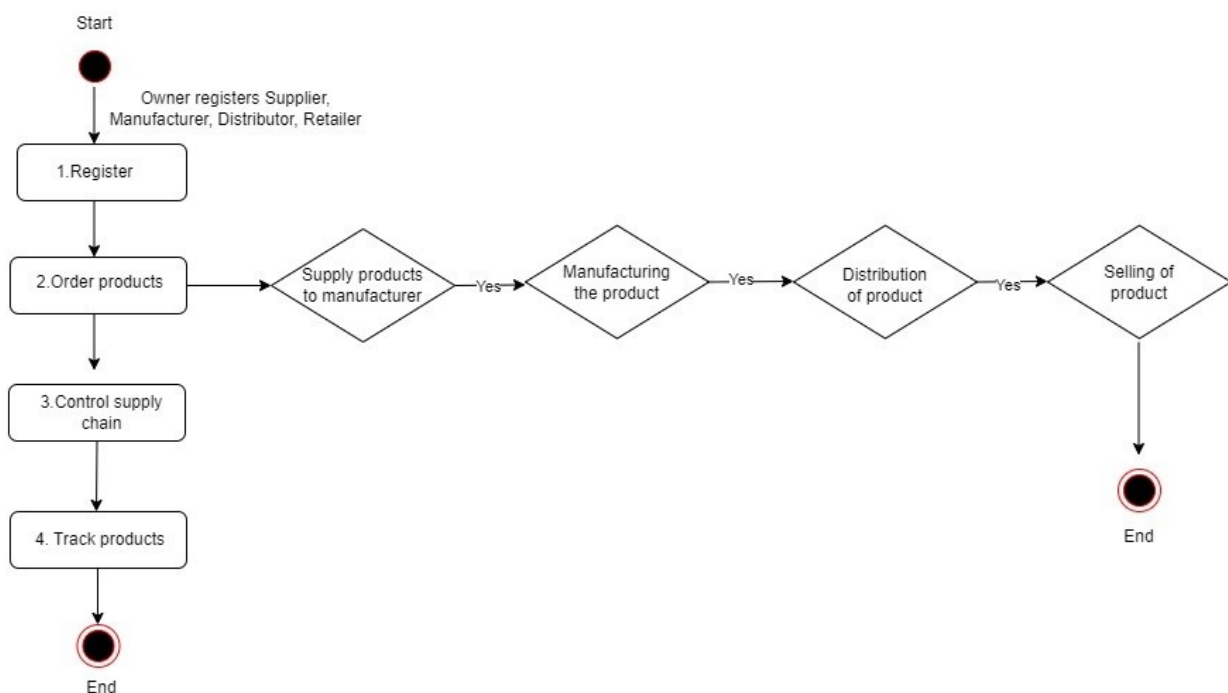 Start
Owner registers Supplier,
Manufacturer, Distributor, Retailer
1.Register
2.Order products
Supply products
to manufacturer
Yes
Manufacturing
the product
Yes
Distribution
of product
Yes
Selling of
product
3.Control supply
chain
4. Track products
End
End